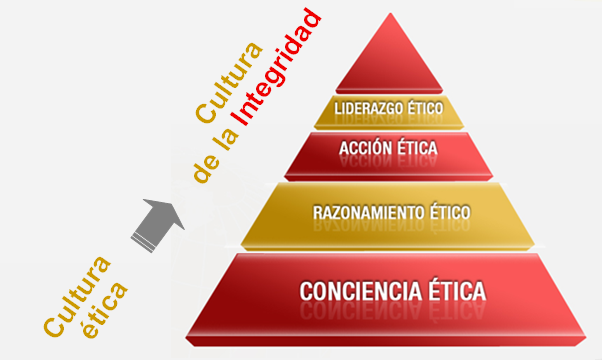 Cultura
de la Integridad
Cultura
ética
LIDERAZGO ÉTICO
ACCIÓN ÉTICA
RAZONAMIENTO ÉTICO
CONCIENCIA ÉTICA